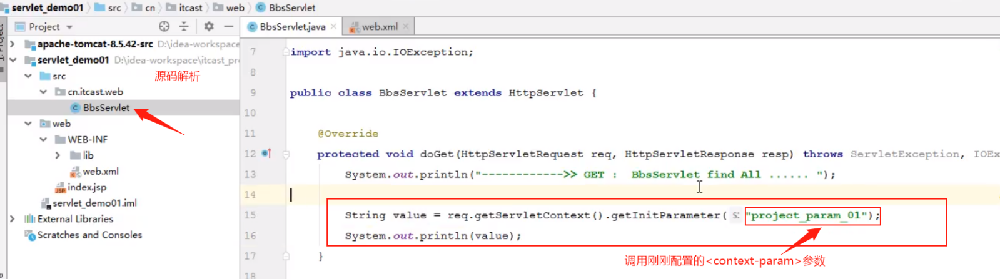 servlet_demo01 src cn itcast web BbsServlet
Project
BbsServlet.java
web.xml
apache-tomcat-8.5.42-src D:\idea-workspace
servlet_demo01 D:\idea-workspace\itcast_pr
源码解析
src
cn.itcast.web
BbsServlet
web
WEB-INF
lib
web.xml
index.jsp
servlet_demo01.iml
External Libraries
Scratches and Consoles
7 import java.io.IOException;
8
9 public class BbsServlet extends HttpServlet {
10
11 @Override
12 protected void doGet(HttpServletRequest req, HttpServletResponse resp) throws ServletException, IOEx
13 System.out.println("------------>> GET :  BbsServlet find All ...... ");
14
15 String value = req.getServletContext().getInitParameter( s: "project_param_01");
16 System.out.println(value);
17 }
调用刚刚配置的<context-param>参数
18